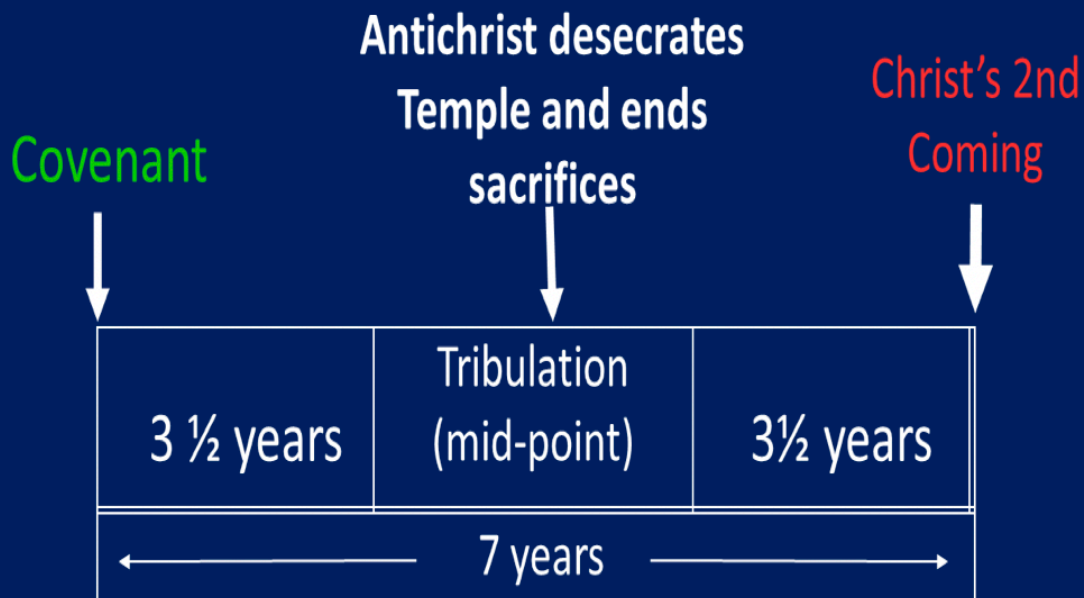 Antichrist desecrates
Temple and ends
sacrifices
Christ's 2nd
Coming
Covenant
Tribulation
(mid-point)
3 ½ years
3½ years
7 years